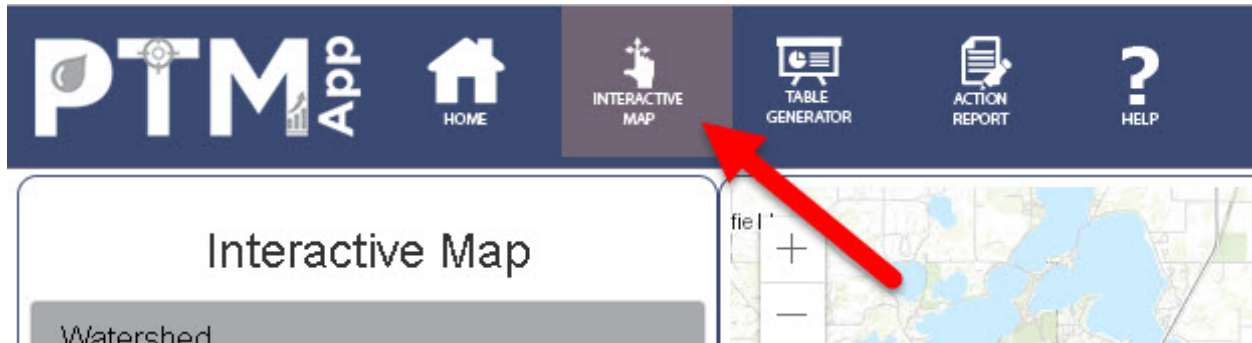 PTM App
HOME
INTERACTIVE
MAP
TABLE
GENERATOR
ACTION
REPORT
?
HELP
Interactive Map
Watershed
+
−